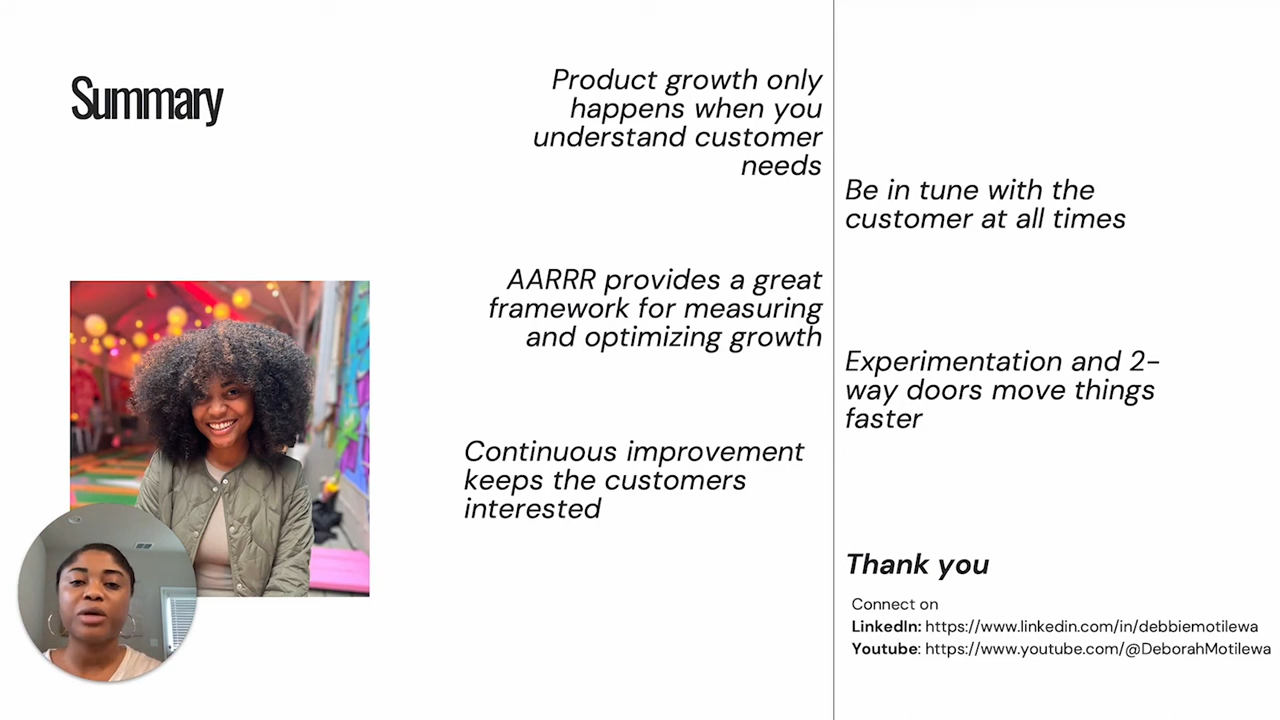 Summary
Product growth only
happens when you
understand customer
needs
Be in tune with the
customer at all times
AARRR provides a great
framework for measuring
and optimizing growth
Experimentation and 2-
way doors move things
faster
Continuous improvement
keeps the customers
interested
Thank you
Connect on
LinkedIn: https://www.linkedin.com/in/debbiemotilewa
Youtube: https://www.youtube.com/@DeborahMotilewa